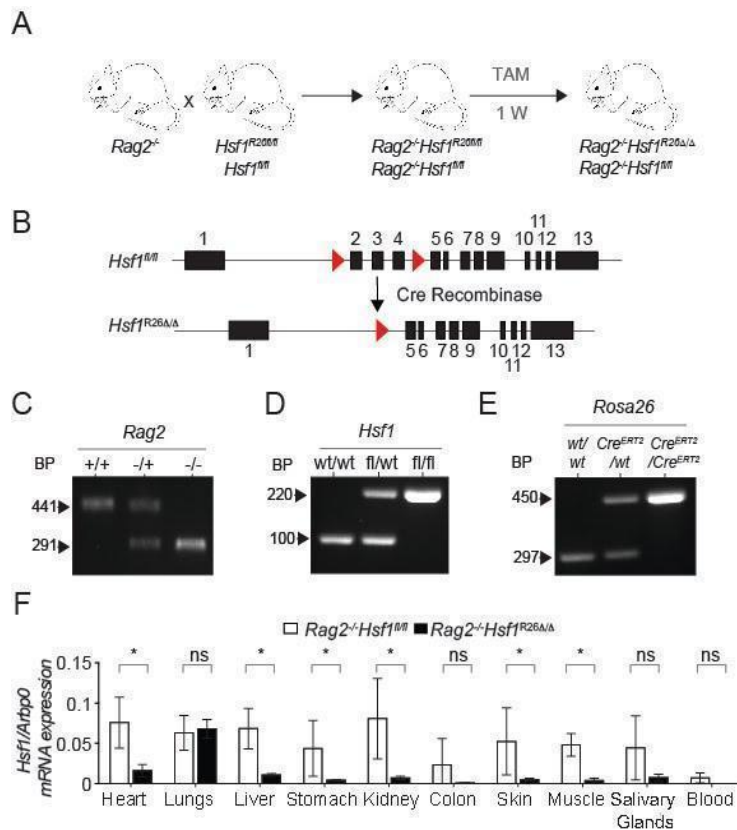 A
TAM
X
1 W
Rag2-/-
Hsf1R26fl/fl
Hsf1fl/fl
Rag2-/-Hsf1R26fl/fl
Rag2-/-Hsf1fl/fl
Rag2-/-Hsf1R26Δ/Δ
Rag2-/-Hsf1fl/fl
B
1 2 3 4 5 6 7 8 9 10 11 12 13
Hsf1fl/fl
Cre Recombinase
Hsf1R26Δ/Δ
1 5 6 7 8 9 10 11 12 13
C
Rag2
BP +/+ -/+ -/-
441
291
D
Hsf1
BP wt/wt fl/wt fl/fl
220
100
E
Rosa26
wt/ CreERT2 CreERT2
BP wt /wt /CreERT2
450
297
F
Rag2-/-Hsf1fl/fl Rag2-/-Hsf1R26Δ/Δ
* ns * * * ns * * ns ns
Hsf1/Arbp0
mRNA expression
0.15
0.1
0.05
0
Heart Lungs Liver Stomach Kidney Colon Skin Muscle Salivary Blood
Glands